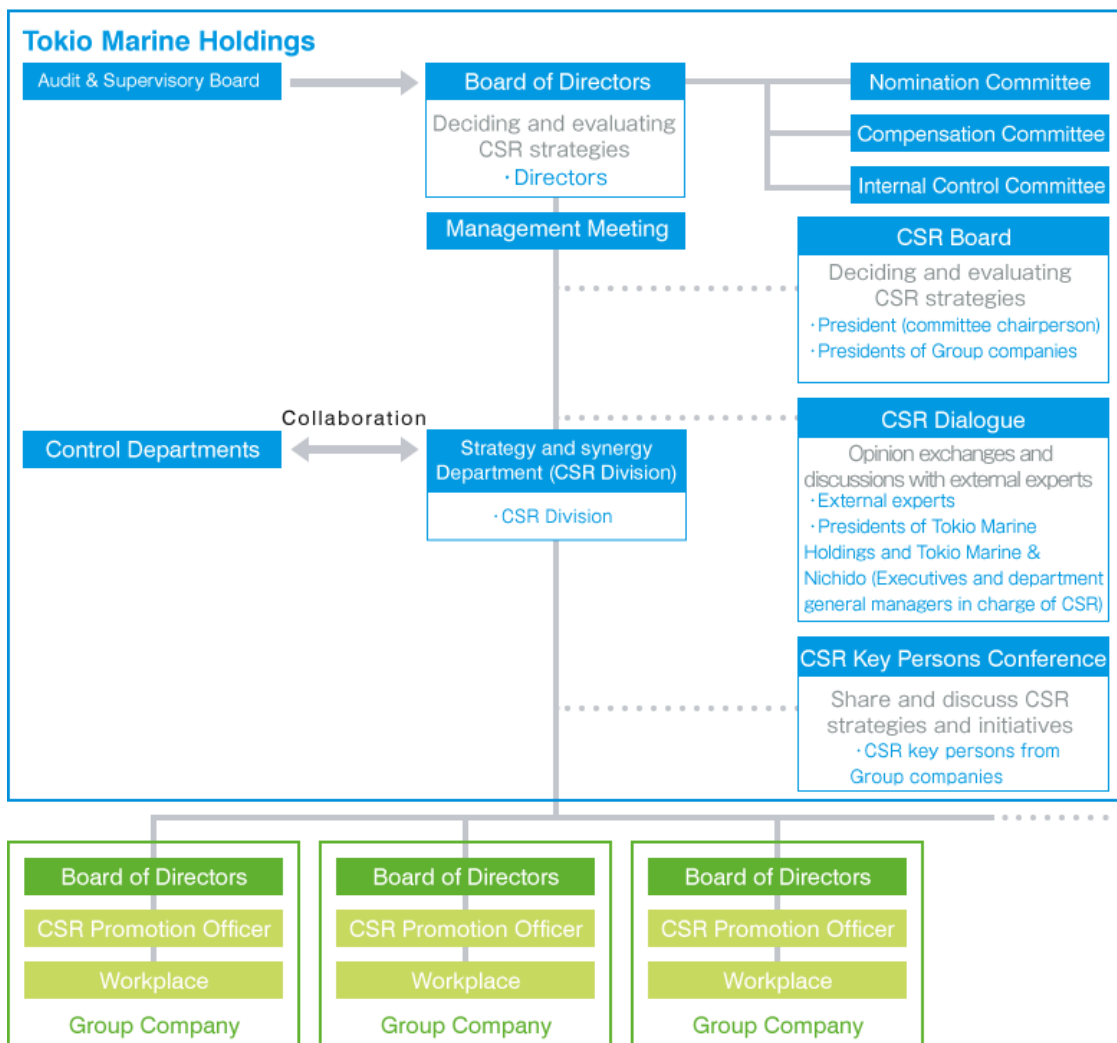 Tokio Marine Holdings
Audit & Supervisory Board
Board of Directors
Deciding and evaluating
CSR strategies
・Directors
Nomination Committee
Compensation Committee
Internal Control Committee
Management Meeting
CSR Board
Deciding and evaluating
CSR strategies
・President (committee chairperson)
・Presidents of Group companies
Collaboration
Control Departments
Strategy and synergy
Department (CSR Division)
・CSR Division
CSR Dialogue
Opinion exchanges and
discussions with external experts
・External experts
・Presidents of Tokio Marine
Holdings and Tokio Marine &
Nichido (Executives and department
general managers in charge of CSR)
CSR Key Persons Conference
Share and discuss CSR
strategies and initiatives
・CSR key persons from
Group companies
Board of Directors
CSR Promotion Officer
Workplace
Group Company
Board of Directors
CSR Promotion Officer
Workplace
Group Company
Board of Directors
CSR Promotion Officer
Workplace
Group Company